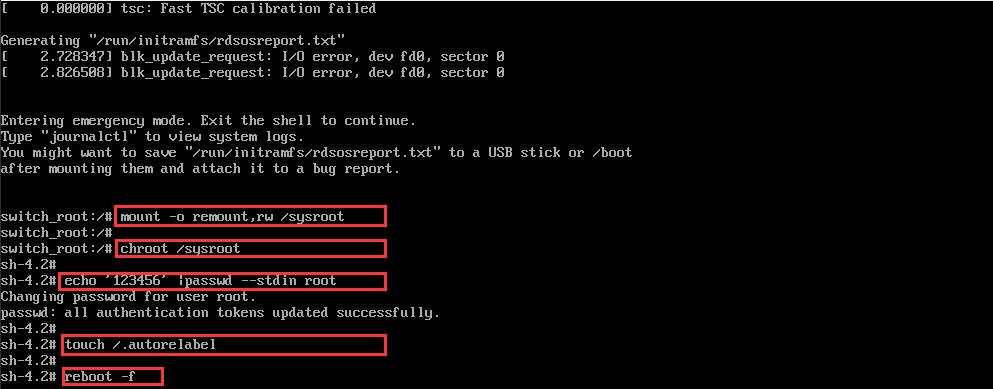 [    0.000000] tsc: Fast TSC calibration failed
Generating "/run/initramfs/rdsosreport.txt"
[    2.728347] blk_update_request: I/O error, dev fd0, sector 0
[    2.826508] blk_update_request: I/O error, dev fd0, sector 0
Entering emergency mode. Exit the shell to continue.
Type "journalctl" to view system logs.
You might want to save "/run/initramfs/rdsosreport.txt" to a USB stick or /boot
after mounting them and attach it to a bug report.
switch_root:/# mount -o remount,rw /sysroot
switch_root:/#
switch_root:/# chroot /sysroot
sh-4.2#
sh-4.2# echo '123456' |passwd --stdin root
Changing password for user root.
passwd: all authentication tokens updated successfully.
sh-4.2#
sh-4.2# touch /.autorelabel
sh-4.2#
sh-4.2# reboot -f